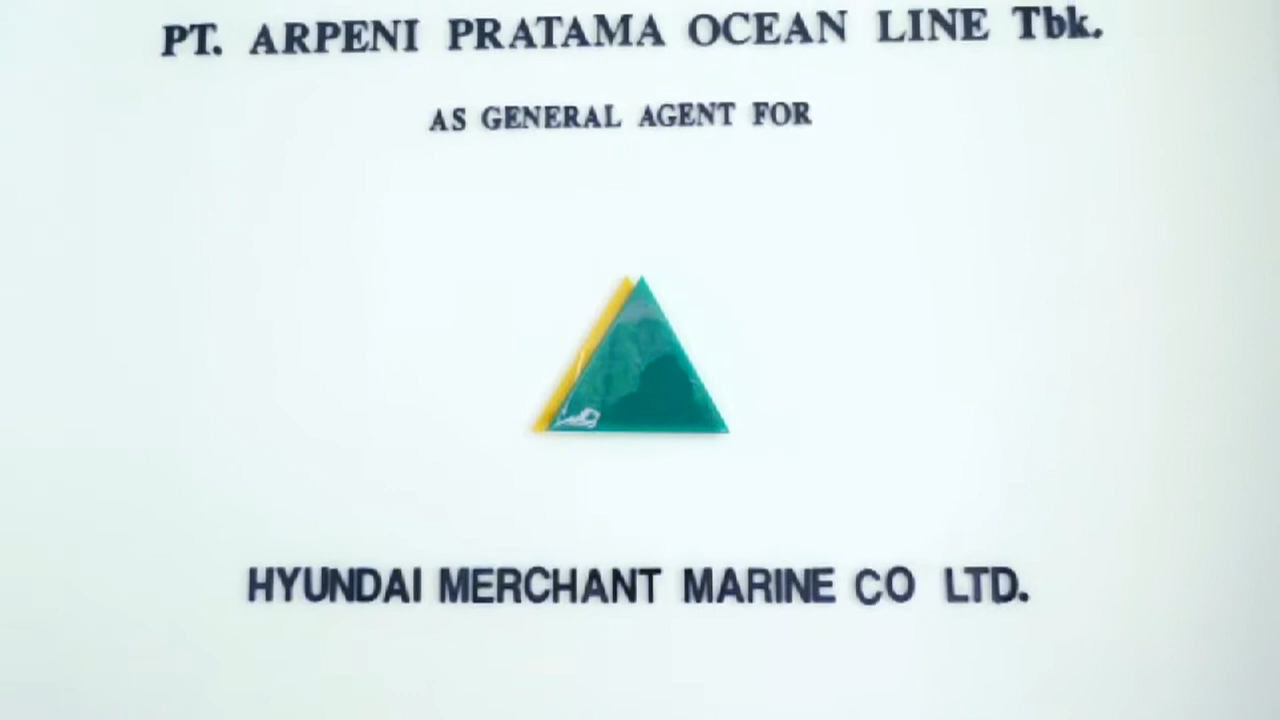 PT. ARPENI PRATAMA OCEAN LINE Tbk.
AS GENERAL AGENT FOR
HYUNDAI MERCHANT MARINE CO LTD.